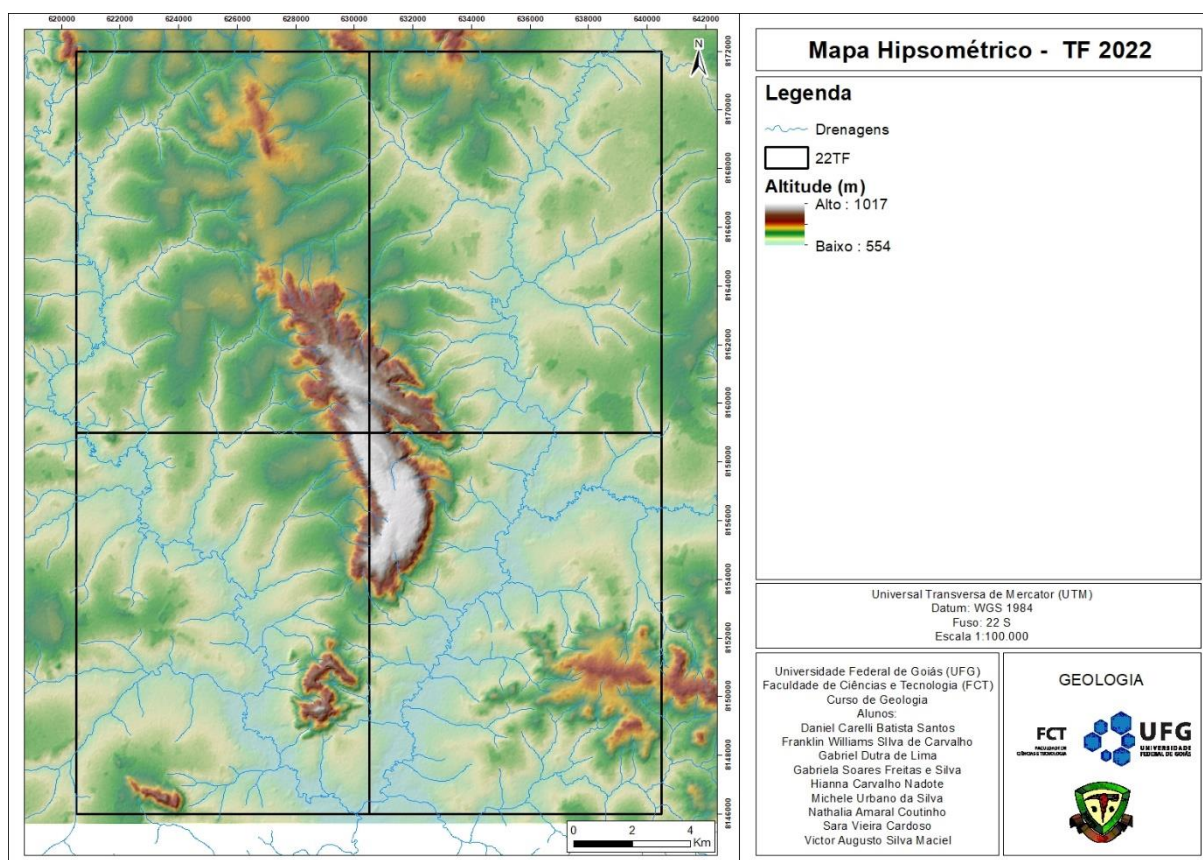 620000 622000 624000 626000 628000 630000 632000 634000 636000 638000 640000 642000
N
8172000
8170000
8168000
8166000
8164000
8162000
8160000
8158000
8156000
8154000
8152000
8150000
8148000
8146000
0 2 4
Km
Mapa Hipsométrico - TF 2022
Legenda
Drenagens
22TF
Altitude (m)
Alto : 1017
Baixo : 554
Universal Transversa de Mercator (UTM)
Datum: WGS 1984
Fuso: 22 S
Escala 1:100.000
Universidade Federal de Goiás (UFG)
Faculdade de Ciências e Tecnologia (FCT)
Curso de Geologia
Alunos:
Daniel Carelli Batista Santos
Franklin Williams SIlva de Carvalho
Gabriel Dutra de Lima
Gabriela Soares Freitas e Silva
Hianna Carvalho Nadote
Michele Urbano da Silva
Nathalia Amaral Coutinho
Sara Vieira Cardoso
Victor Augusto Silva Maciel
GEOLOGIA
FCT
FACULDADE DE
CIÊNCIAS E TECNOLOGIA
UFG
UNIVERSIDADE
FEDERAL DE GOIÁS